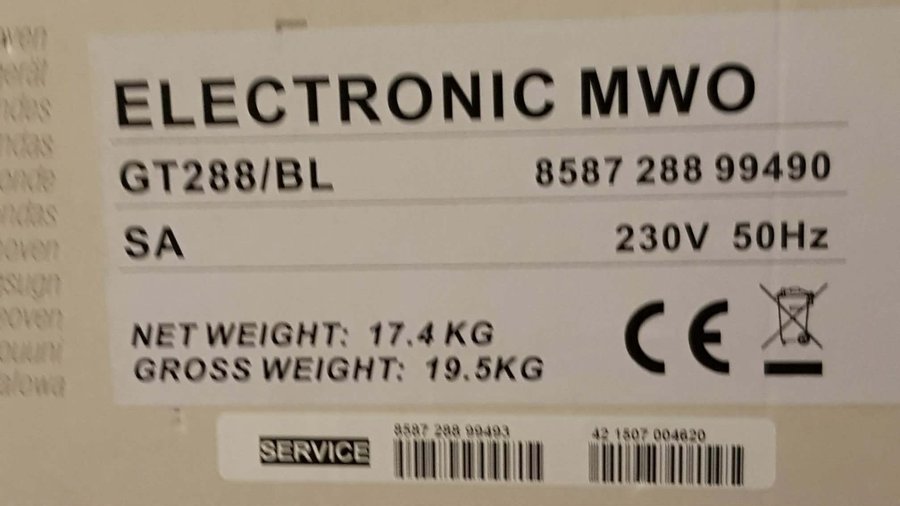 ELECTRONIC MWO
GT288/BL 8587 288 99490
SA 230V 50Hz
NET WEIGHT: 17.4 KG
GROSS WEIGHT: 19.5KG
CE
SERVICE
8587 288 99493
42 1507 004620